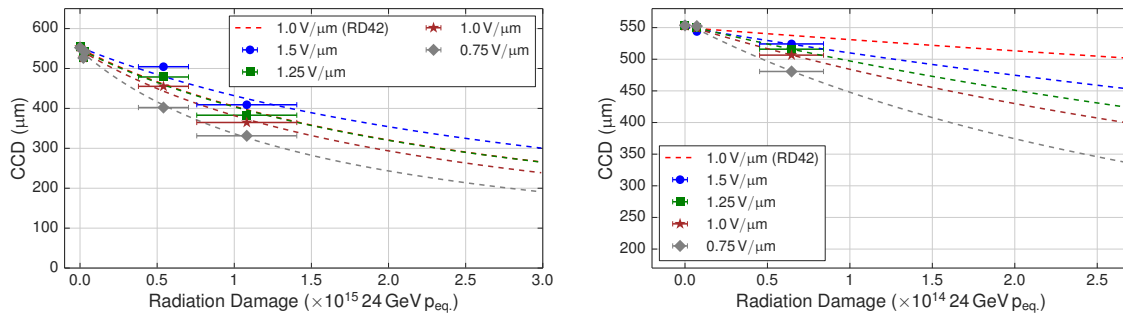 600
500
400
300
200
100
0
CCD (μm)
1.0 V/μm (RD42)
1.5 V/μm
1.25 V/μm
1.0 V/μm
0.75 V/μm
0.0 0.5 1.0 1.5 2.0 2.5 3.0
Radiation Damage (×10¹⁵ 24 GeV p_eq.)
550
500
450
400
350
300
250
200
CCD (μm)
1.0 V/μm (RD42)
1.5 V/μm
1.25 V/μm
1.0 V/μm
0.75 V/μm
0.0 0.5 1.0 1.5 2.0 2.5
Radiation Damage (×10¹⁴ 24 GeV p_eq.)